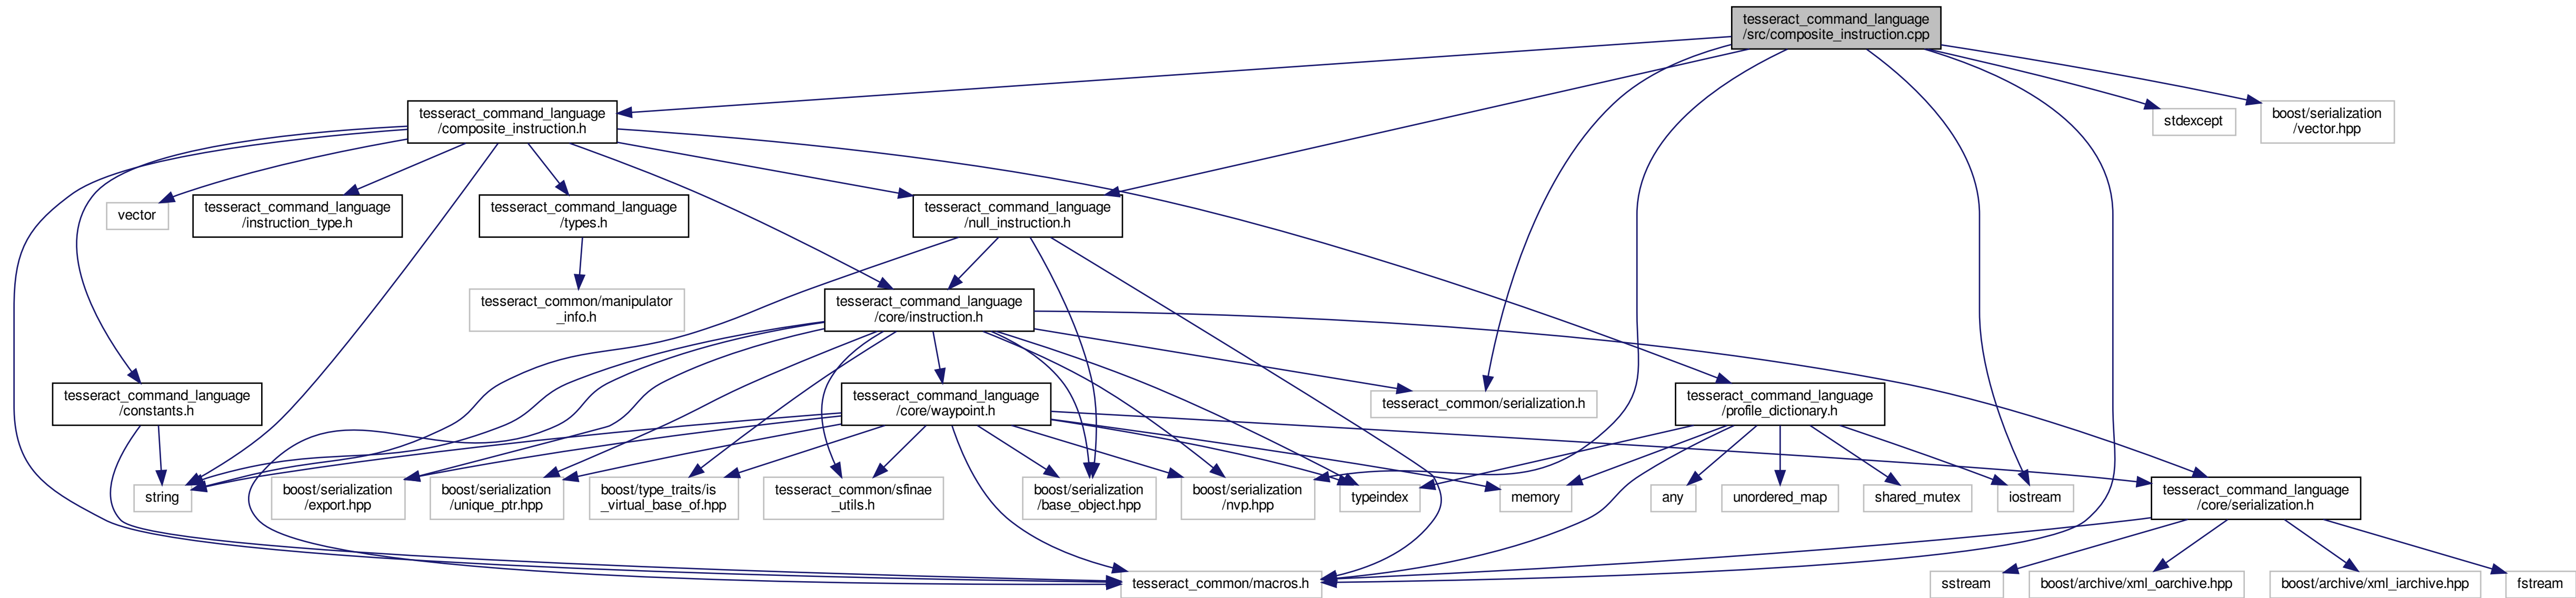 tesseract_command_language
/src/composite_instruction.cpp
tesseract_command_language
/composite_instruction.h
stdexcept
boost/serialization
/vector.hpp
vector
tesseract_command_language
/instruction_type.h
tesseract_command_language
/types.h
tesseract_command_language
/null_instruction.h
tesseract_common/manipulator
_info.h
tesseract_command_language
/core/instruction.h
tesseract_command_language
/constants.h
tesseract_command_language
/core/waypoint.h
tesseract_common/serialization.h
tesseract_command_language
/profile_dictionary.h
string
boost/serialization
/export.hpp
boost/serialization
/unique_ptr.hpp
boost/type_traits/is
_virtual_base_of.hpp
tesseract_common/sfinae
_utils.h
boost/serialization
/base_object.hpp
boost/serialization
/nvp.hpp
typeindex
memory
any
unordered_map
shared_mutex
iostream
tesseract_command_language
/core/serialization.h
tesseract_common/macros.h
sstream
boost/archive/xml_oarchive.hpp
boost/archive/xml_iarchive.hpp
fstream